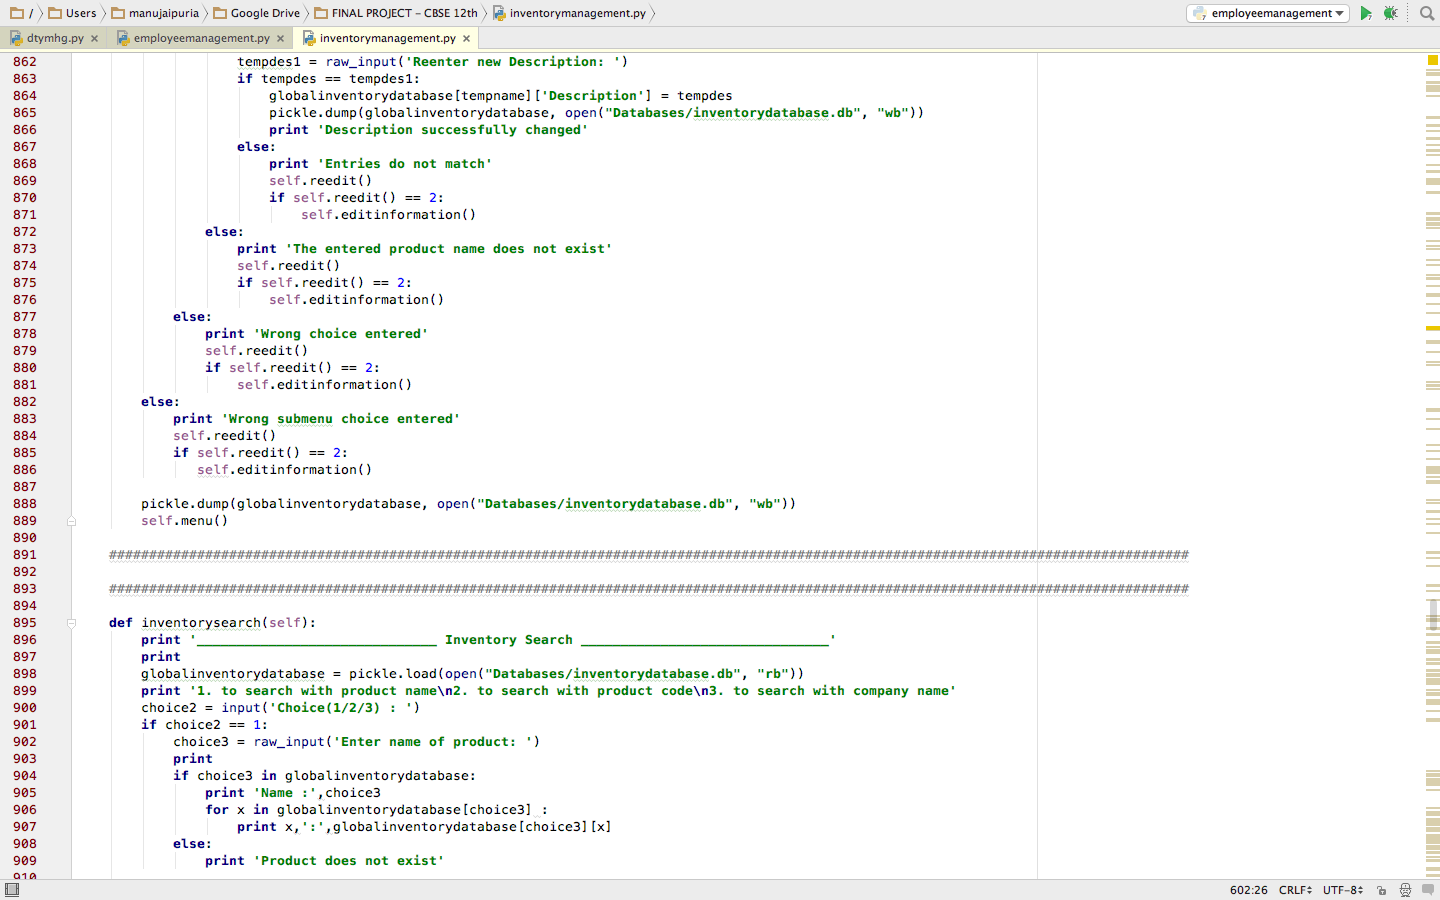 / Users manujaipuria Google Drive FINAL PROJECT – CBSE 12th inventorymanagement.py employeemanagement
dtymhg.py × employeemanagement.py × inventorymanagement.py ×
862 tempdes1 = raw_input('Reenter new Description: ')
863 if tempdes == tempdes1:
864 globalinventorydatabase[tempname]['Description'] = tempdes
865 pickle.dump(globalinventorydatabase, open("Databases/inventorydatabase.db", "wb"))
866 print 'Description successfully changed'
867 else:
868 print 'Entries do not match'
869 self.reedit()
870 if self.reedit() == 2:
871 self.editinformation()
872 else:
873 print 'The entered product name does not exist'
874 self.reedit()
875 if self.reedit() == 2:
876 self.editinformation()
877 else:
878 print 'Wrong choice entered'
879 self.reedit()
880 if self.reedit() == 2:
881 self.editinformation()
882 else:
883 print 'Wrong submenu choice entered'
884 self.reedit()
885 if self.reedit() == 2:
886 self.editinformation()
887
888 pickle.dump(globalinventorydatabase, open("Databases/inventorydatabase.db", "wb"))
889 self.menu()
890
891 #######################################################################################################################################
892
893 #######################################################################################################################################
894
895 def inventorysearch(self):
896 print '______________________________ Inventory Search _______________________________'
897 print
898 globalinventorydatabase = pickle.load(open("Databases/inventorydatabase.db", "rb"))
899 print '1. to search with product name\n2. to search with product code\n3. to search with company name'
900 choice2 = input('Choice(1/2/3) : ')
901 if choice2 == 1:
902 choice3 = raw_input('Enter name of product: ')
903 print
904 if choice3 in globalinventorydatabase:
905 print 'Name :',choice3
906 for x in globalinventorydatabase[choice3] :
907 print x,':',globalinventorydatabase[choice3][x]
908 else:
909 print 'Product does not exist'
910
602:26 CRLF UTF-8